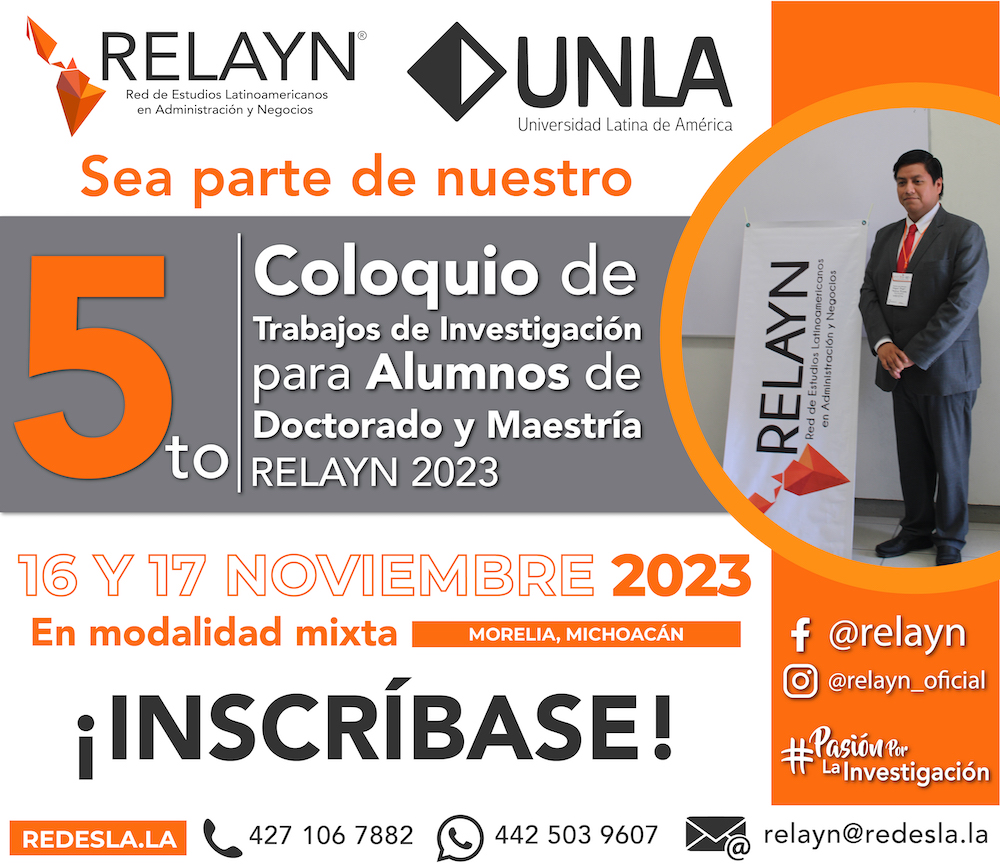 RELAYN®
Red de Estudios Latinoamericanos
en Administración y Negocios
UNLA
Universidad Latina de América
Sea parte de nuestro
5to
Coloquio de
Trabajos de Investigación
para Alumnos de
Doctorado y Maestría
RELAYN 2023
RELAYN
Red de Estudios Latinoamericanos
en Administración y Negocios
16 Y 17 NOVIEMBRE 2023
En modalidad mixta
MORELIA, MICHOACÁN
@relayn
@relayn_oficial
¡INSCRÍBASE!
#Pasión Por
La Investigación
REDESLA.LA
427 106 7882
442 503 9607
relayn@redesla.la